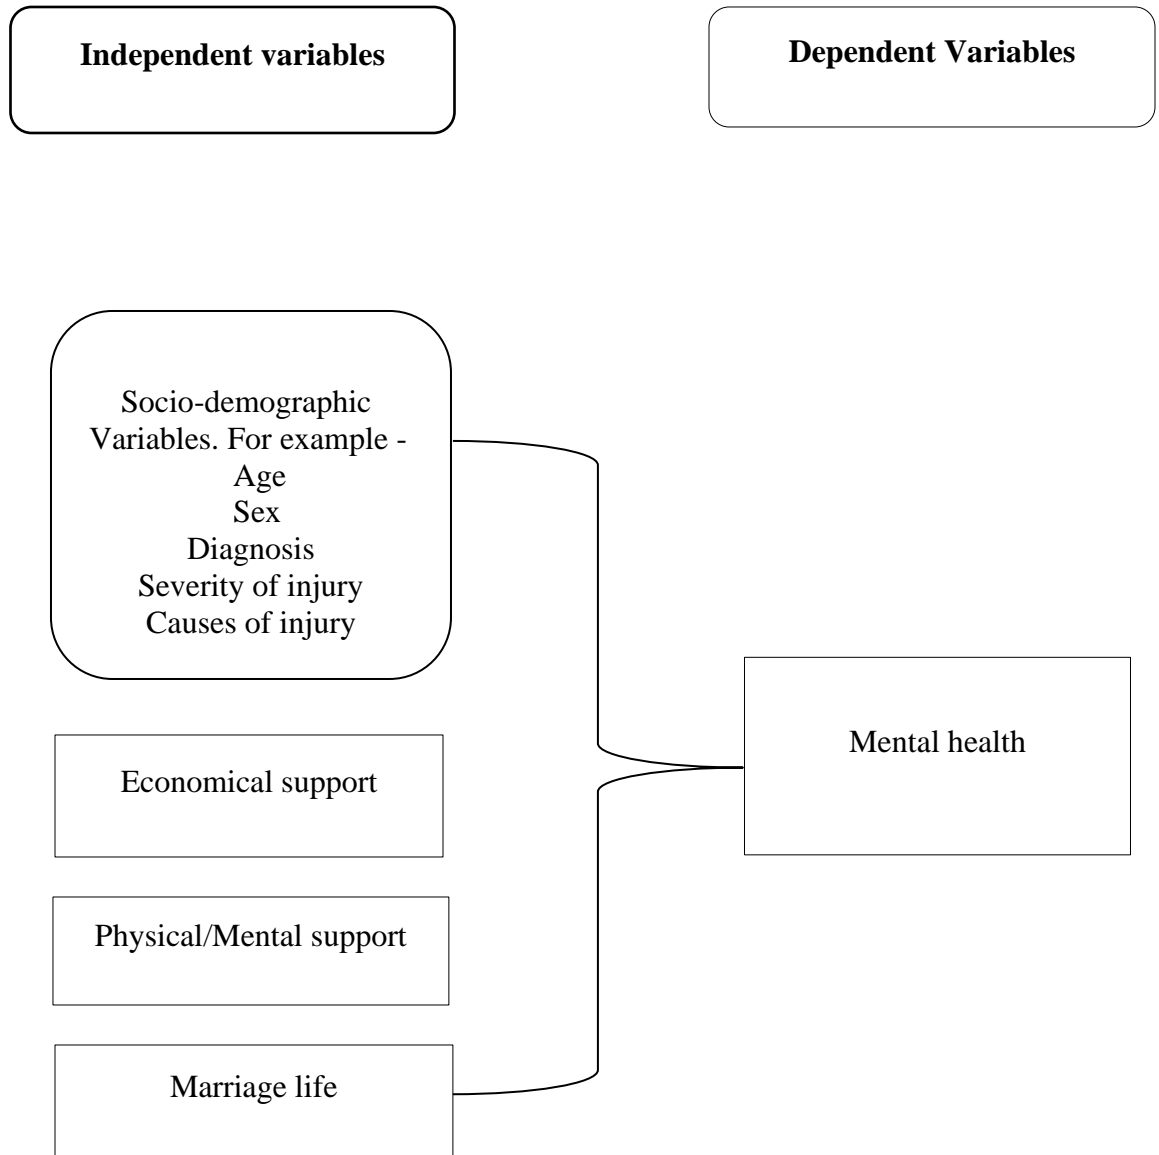 Independent variables
Dependent Variables
Socio-demographic
Variables. For example -
Age
Sex
Diagnosis
Severity of injury
Causes of injury
Economical support
Physical/Mental support
Marriage life
Mental health